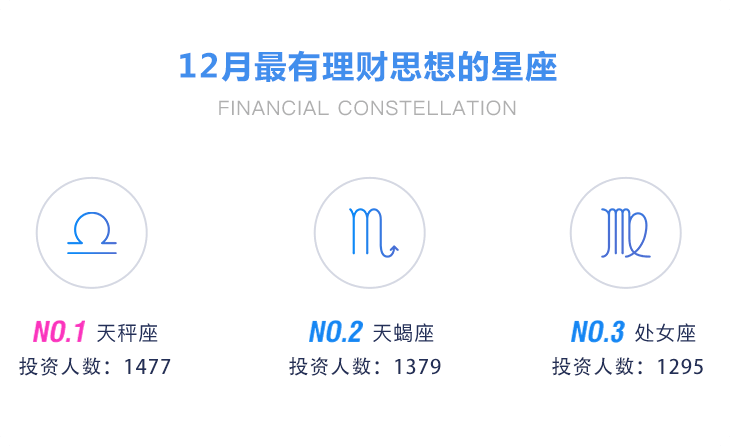 12月最有理财思想的星座
FINANCIAL CONSTELLATION
NO.1 天秤座
投资人数：1477
NO.2 天蝎座
投资人数：1379
NO.3 处女座
投资人数：1295